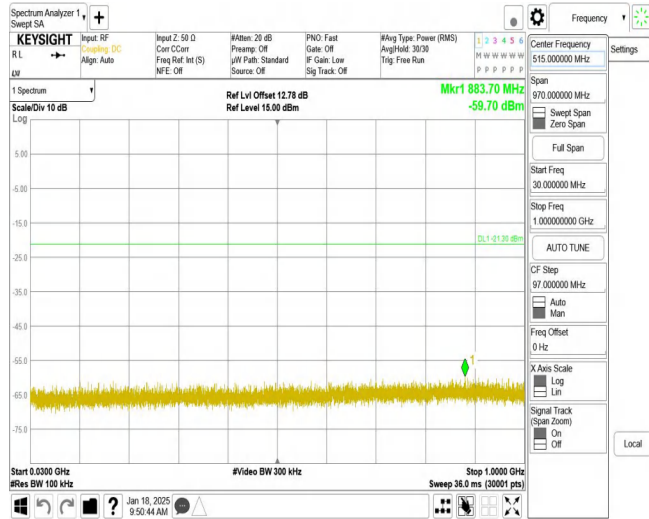 Spectrum Analyzer 1
Swept SA
+
Frequency
KEYSIGHT
RL
Input: RF
Coupling: DC
Align: Auto
Input Z: 50 Ω
Corr CCorr
Freq Ref: Int (S)
NFE: Off
#Atten: 20 dB
Preamp: Off
µW Path: Standard
Source: Off
PNO: Fast
Gate: Off
IF Gain: Low
Sig Track: Off
#Avg Type: Power (RMS)
Avg|Hold: 30/30
Trig: Free Run
1 2 3 4 5 6
M W W W W W
P P P P P P
Center Frequency
515.000000 MHz
Settings
Span
970.000000 MHz
Swept Span
Zero Span
Full Span
Start Freq
30.000000 MHz
Stop Freq
1.000000000 GHz
AUTO TUNE
CF Step
97.000000 MHz
Auto
Man
Freq Offset
0 Hz
X Axis Scale
Log
Lin
Signal Track
(Span Zoom)
On
Off
Local
1 Spectrum
Scale/Div 10 dB
Log
Ref Lvl Offset 12.78 dB
Ref Level 15.00 dBm
Mkr1 883.70 MHz
-59.70 dBm
5.00
-5.00
-15.0
DL1 -21.30 dBm
-25.0
-35.0
-45.0
-55.0
1
-65.0
-75.0
Start 0.0300 GHz
#Res BW 100 kHz
#Video BW 300 kHz
Stop 1.0000 GHz
Sweep 36.0 ms (30001 pts)
?
Jan 18, 2025
9:50:44 AM